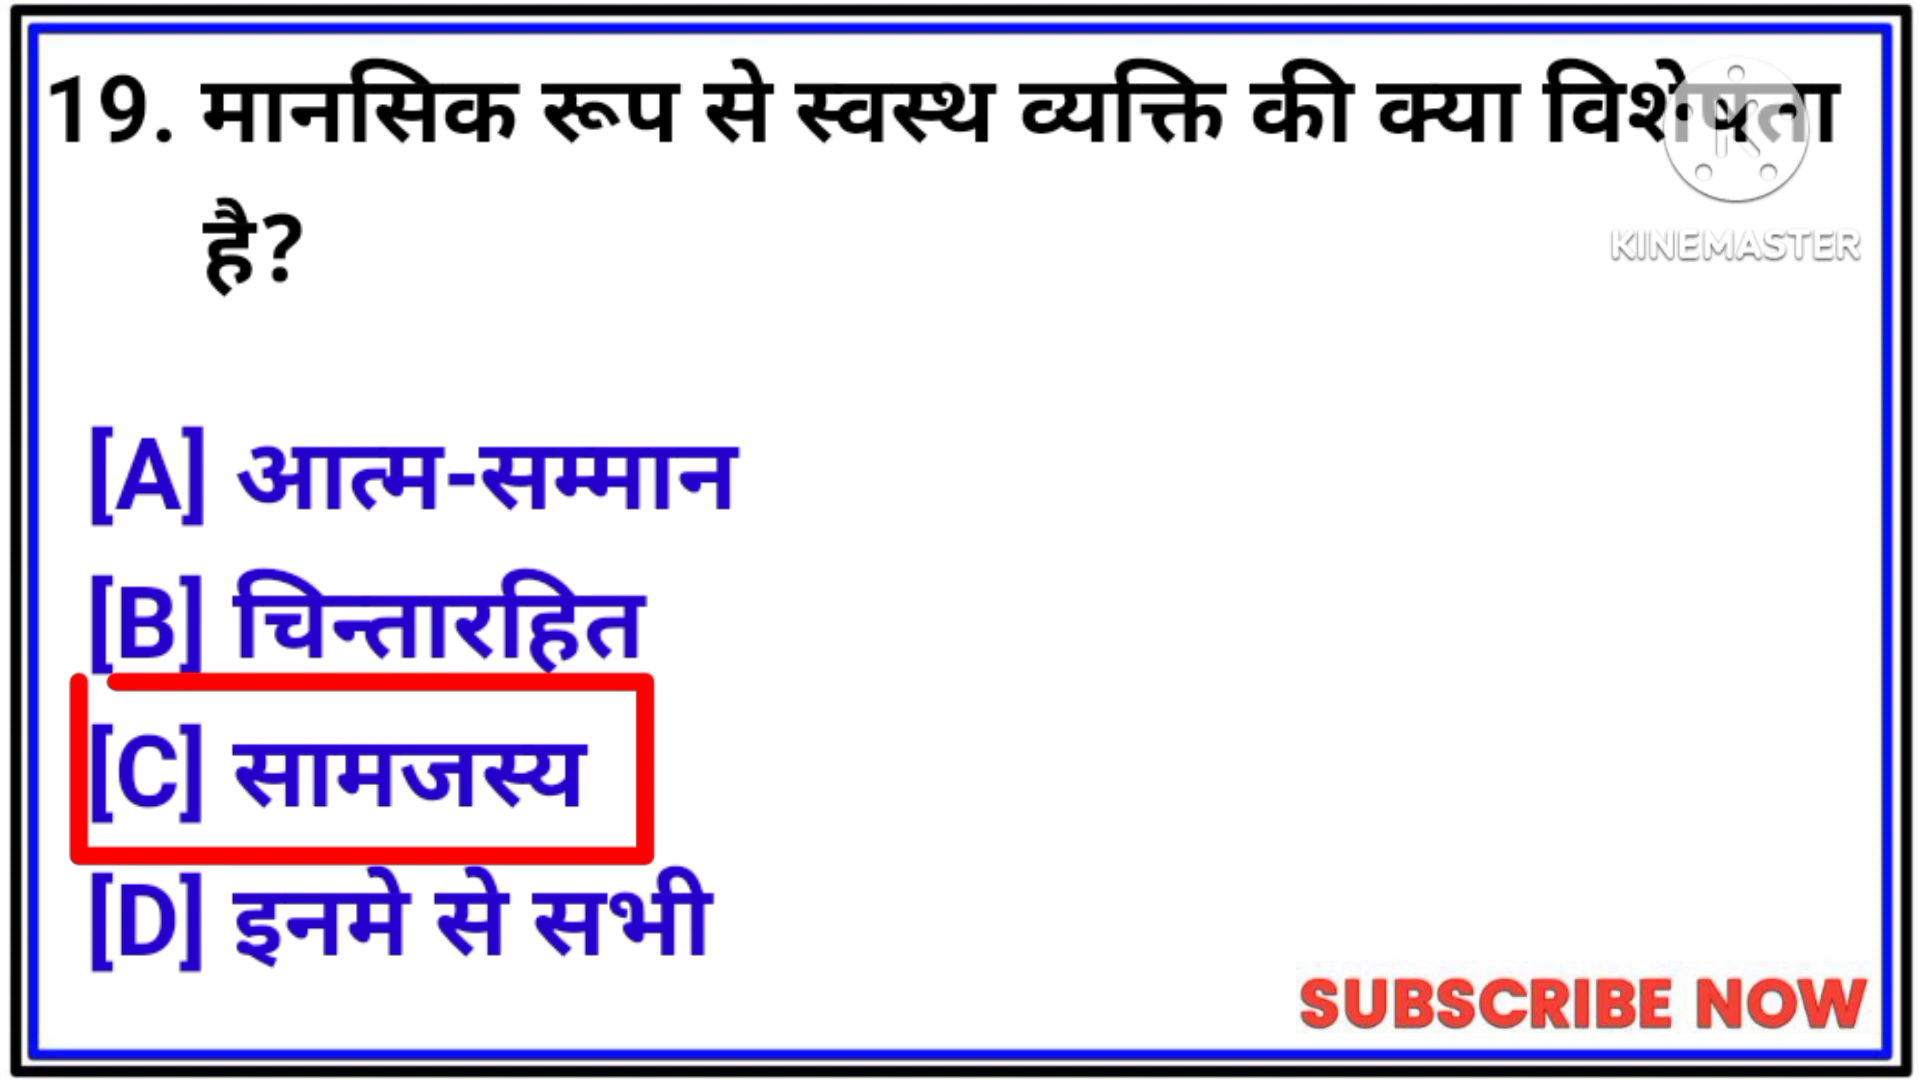 19. मानसिक रूप से स्वस्थ व्यक्ति की क्या विशेषता
है?
KINEMASTER
[A] आत्म-सम्मान
[B] चिन्तारहित
[C] सामजस्य
[D] इनमे से सभी
SUBSCRIBE NOW